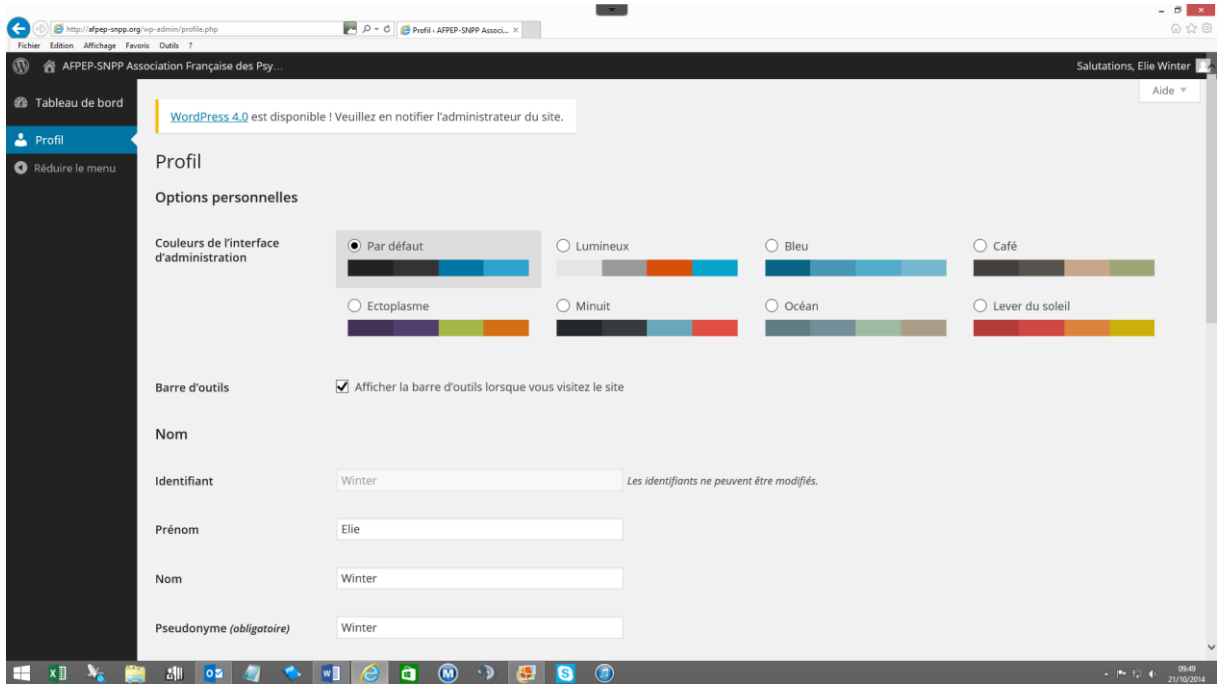 http://afpep-snpp.org/wp-admin/profile.php
Profil ‹ AFPEP-SNPP Associ...
Fichier Edition Affichage Favoris Outils ?
AFPEP-SNPP Association Française des Psy...
Salutations, Elie Winter
Aide
Tableau de bord
Profil
Réduire le menu
WordPress 4.0 est disponible ! Veuillez en notifier l'administrateur du site.
Profil
Options personnelles
Couleurs de l'interface
d'administration
Par défaut
Lumineux
Bleu
Café
Ectoplasme
Minuit
Océan
Lever du soleil
Barre d'outils
Afficher la barre d'outils lorsque vous visitez le site
Nom
Identifiant
Winter
Les identifiants ne peuvent être modifiés.
Prénom
Elie
Nom
Winter
Pseudonyme (obligatoire)
Winter
09:49
21/10/2014